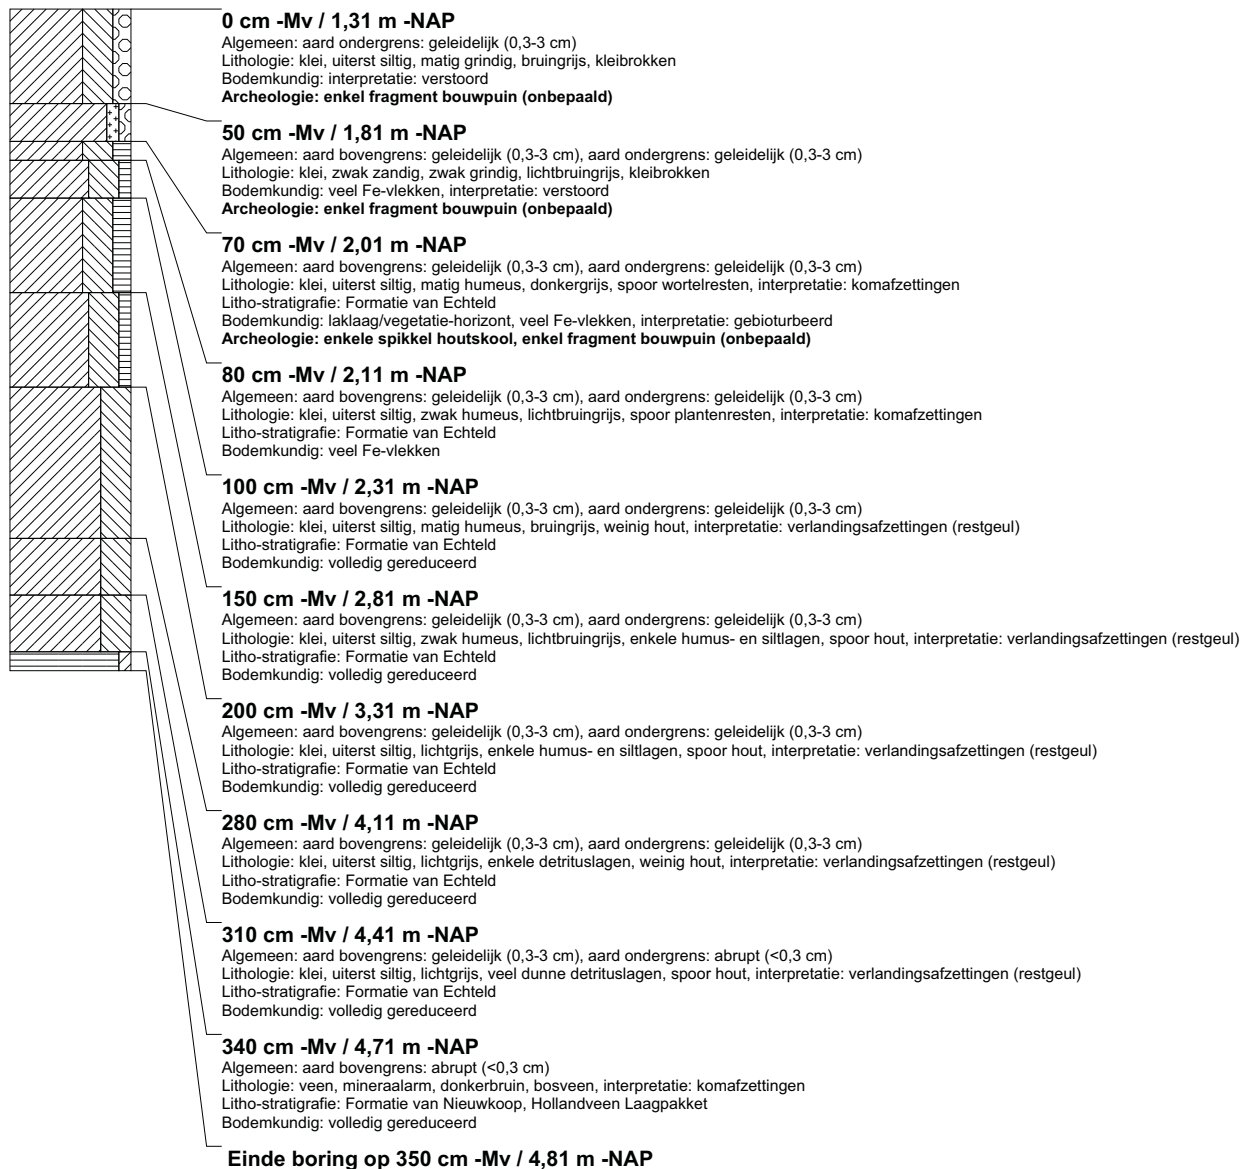 0 cm -Mv / 1,31 m -NAP
Algemeen: aard ondergrens: geleidelijk (0,3-3 cm)
Lithologie: klei, uiterst siltig, matig grindig, bruingrijs, kleibrokken
Bodemkundig: interpretatie: verstoord
Archeologie: enkel fragment bouwpuin (onbepaald)
50 cm -Mv / 1,81 m -NAP
Algemeen: aard bovengrens: geleidelijk (0,3-3 cm), aard ondergrens: geleidelijk (0,3-3 cm)
Lithologie: klei, zwak zandig, zwak grindig, lichtbruingrijs, kleibrokken
Bodemkundig: veel Fe-vlekken, interpretatie: verstoord
Archeologie: enkel fragment bouwpuin (onbepaald)
70 cm -Mv / 2,01 m -NAP
Algemeen: aard bovengrens: geleidelijk (0,3-3 cm), aard ondergrens: geleidelijk (0,3-3 cm)
Lithologie: klei, uiterst siltig, matig humeus, donkergrijs, spoor wortelresten, interpretatie: komafzettingen
Litho-stratigrafie: Formatie van Echteld
Bodemkundig: laklaag/vegetatie-horizont, veel Fe-vlekken, interpretatie: gebioturbeerd
Archeologie: enkele spikkel houtskool, enkel fragment bouwpuin (onbepaald)
80 cm -Mv / 2,11 m -NAP
Algemeen: aard bovengrens: geleidelijk (0,3-3 cm), aard ondergrens: geleidelijk (0,3-3 cm)
Lithologie: klei, uiterst siltig, zwak humeus, lichtbruingrijs, spoor plantenresten, interpretatie: komafzettingen
Litho-stratigrafie: Formatie van Echteld
Bodemkundig: veel Fe-vlekken
100 cm -Mv / 2,31 m -NAP
Algemeen: aard bovengrens: geleidelijk (0,3-3 cm), aard ondergrens: geleidelijk (0,3-3 cm)
Lithologie: klei, uiterst siltig, matig humeus, bruingrijs, weinig hout, interpretatie: verlandingsafzettingen (restgeul)
Litho-stratigrafie: Formatie van Echteld
Bodemkundig: volledig gereduceerd
150 cm -Mv / 2,81 m -NAP
Algemeen: aard bovengrens: geleidelijk (0,3-3 cm), aard ondergrens: geleidelijk (0,3-3 cm)
Lithologie: klei, uiterst siltig, zwak humeus, lichtbruingrijs, enkele humus- en siltlagen, spoor hout, interpretatie: verlandingsafzettingen (restgeul)
Litho-stratigrafie: Formatie van Echteld
Bodemkundig: volledig gereduceerd
200 cm -Mv / 3,31 m -NAP
Algemeen: aard bovengrens: geleidelijk (0,3-3 cm), aard ondergrens: geleidelijk (0,3-3 cm)
Lithologie: klei, uiterst siltig, lichtgrijs, enkele humus- en siltlagen, spoor hout, interpretatie: verlandingsafzettingen (restgeul)
Litho-stratigrafie: Formatie van Echteld
Bodemkundig: volledig gereduceerd
280 cm -Mv / 4,11 m -NAP
Algemeen: aard bovengrens: geleidelijk (0,3-3 cm), aard ondergrens: geleidelijk (0,3-3 cm)
Lithologie: klei, uiterst siltig, lichtgrijs, enkele detrituslagen, weinig hout, interpretatie: verlandingsafzettingen (restgeul)
Litho-stratigrafie: Formatie van Echteld
Bodemkundig: volledig gereduceerd
310 cm -Mv / 4,41 m -NAP
Algemeen: aard bovengrens: geleidelijk (0,3-3 cm), aard ondergrens: abrupt (<0,3 cm)
Lithologie: klei, uiterst siltig, lichtgrijs, veel dunne detrituslagen, spoor hout, interpretatie: verlandingsafzettingen (restgeul)
Litho-stratigrafie: Formatie van Echteld
Bodemkundig: volledig gereduceerd
340 cm -Mv / 4,71 m -NAP
Algemeen: aard bovengrens: abrupt (<0,3 cm)
Lithologie: veen, mineraalarm, donkerbruin, bosveen, interpretatie: komafzettingen
Litho-stratigrafie: Formatie van Nieuwkoop, Hollandveen Laagpakket
Bodemkundig: volledig gereduceerd
Einde boring op 350 cm -Mv / 4,81 m -NAP